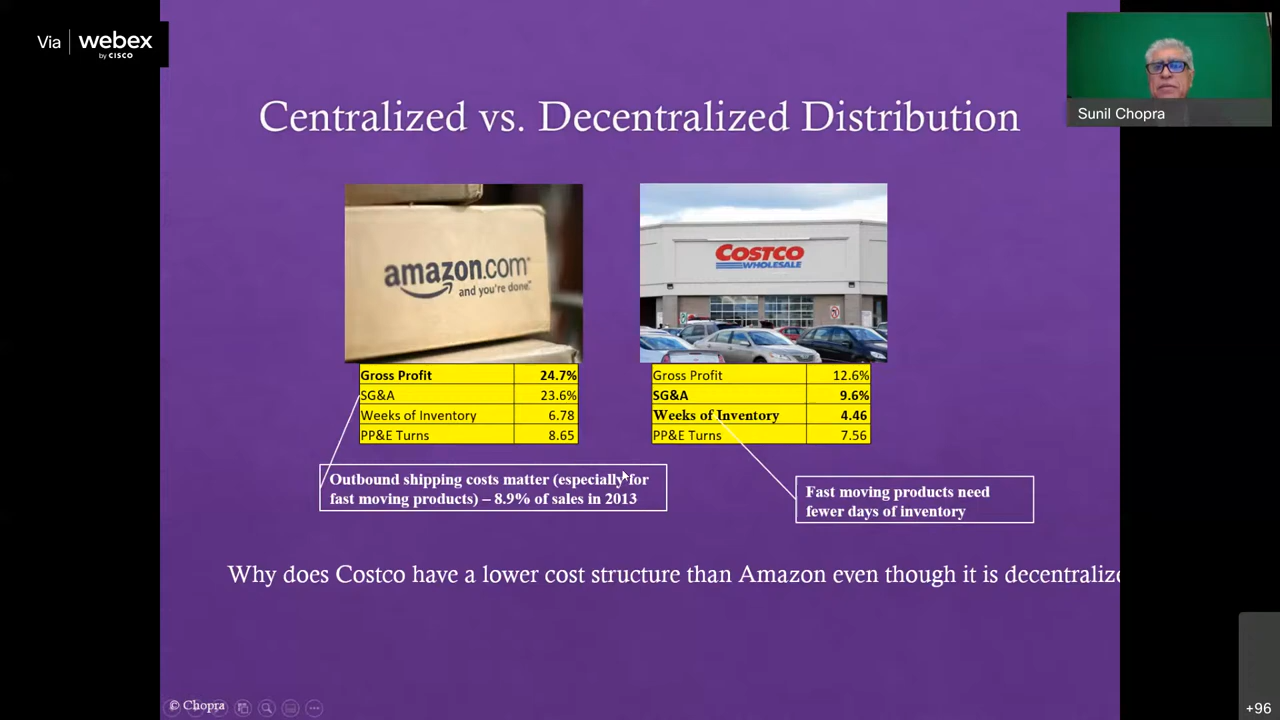 Via webex
by CISCO
Sunil Chopra
Centralized vs. Decentralized Distribution
amazon.com
and you're done.
COSTCO
WHOLESALE
Gross Profit 24.7%
SG&A 23.6%
Weeks of Inventory 6.78
PP&E Turns 8.65
Gross Profit 12.6%
SG&A 9.6%
Weeks of Inventory 4.46
PP&E Turns 7.56
Outbound shipping costs matter (especially for
fast moving products) – 8.9% of sales in 2013
Fast moving products need
fewer days of inventory
Why does Costco have a lower cost structure than Amazon even though it is decentralize
© Chopra
+96